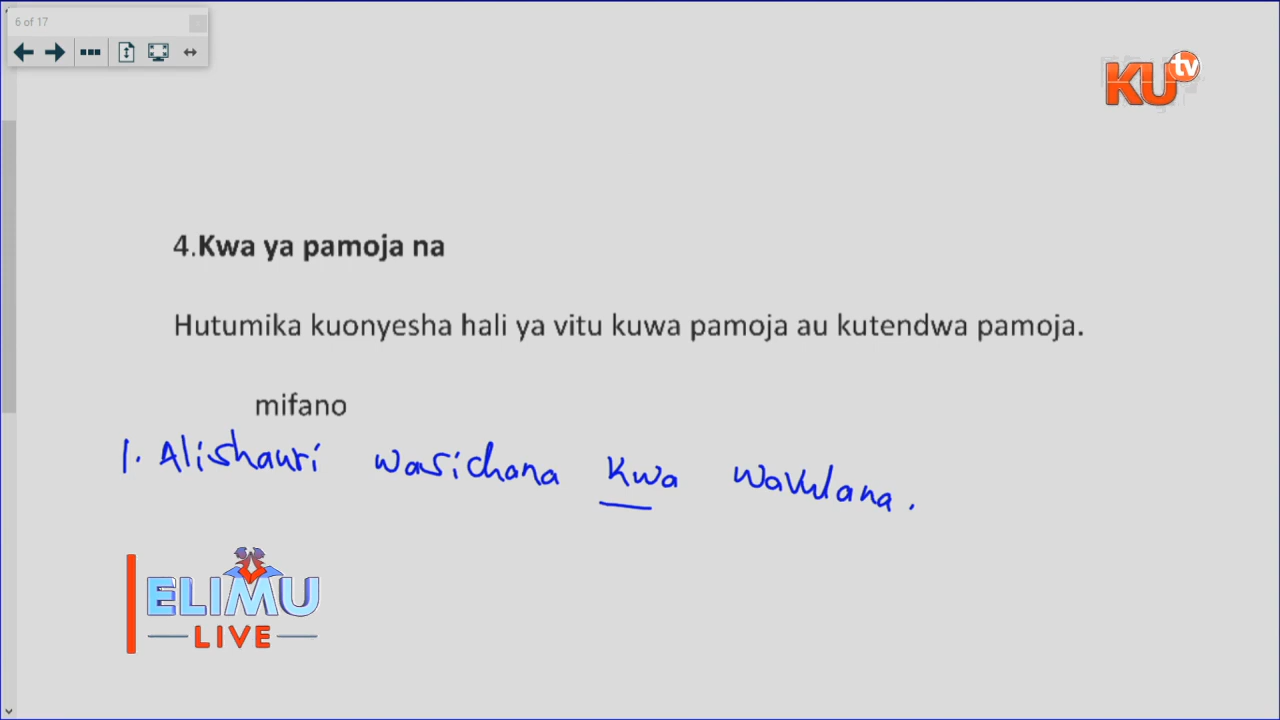 6 of 17
KU tv
4.Kwa ya pamoja na
Hutumika kuonyesha hali ya vitu kuwa pamoja au kutendwa pamoja.
mifano
1. Alishauri wasichana kwa wavulana.
ELIMU
LIVE